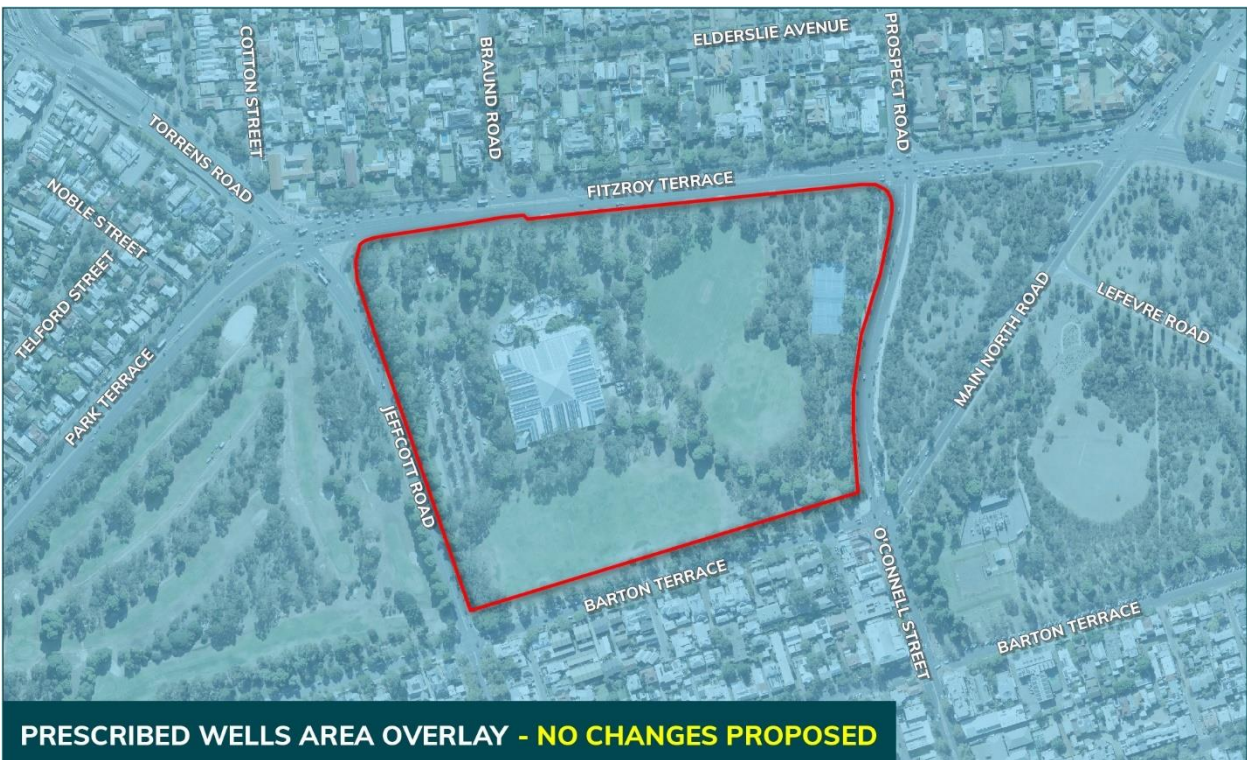 ELDERSLIE AVENUE
PROSPECT ROAD
COTTON STREET
BRAUND ROAD
TORRENS ROAD
FITZROY TERRACE
NOBLE STREET
TELFORD STREET
LEFEVRE ROAD
MAIN NORTH ROAD
PARK TERRACE
JEFFCOTT ROAD
O'CONNELL STREET
BARTON TERRACE
BARTON TERRACE
PRESCRIBED WELLS AREA OVERLAY - NO CHANGES PROPOSED